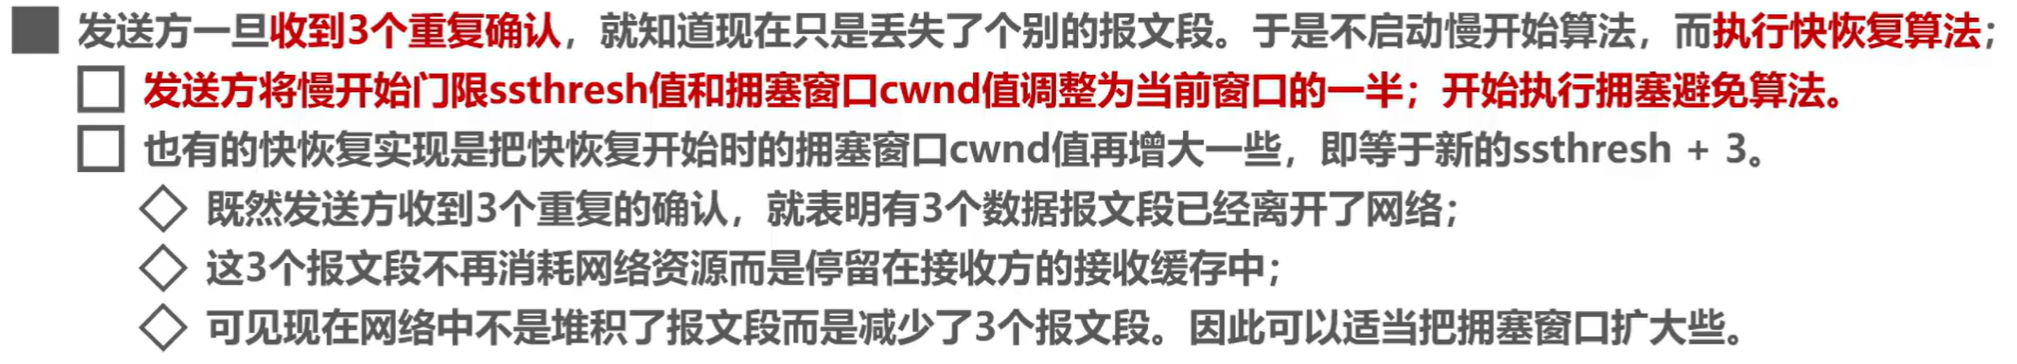 发送方一旦收到3个重复确认，就知道现在只是丢失了个别的报文段。于是不启动慢开始算法，而执行快恢复算法；
发送方将慢开始门限ssthresh值和拥塞窗口cwnd值调整为当前窗口的一半；开始执行拥塞避免算法。
也有的快恢复实现是把快恢复开始时的拥塞窗口cwnd值再增大一些，即等于新的ssthresh + 3。
既然发送方收到3个重复的确认，就表明有3个数据报文段已经离开了网络；
这3个报文段不再消耗网络资源而是停留在接收方的接收缓存中；
可见现在网络中不是堆积了报文段而是减少了3个报文段。因此可以适当把拥塞窗口扩大些。